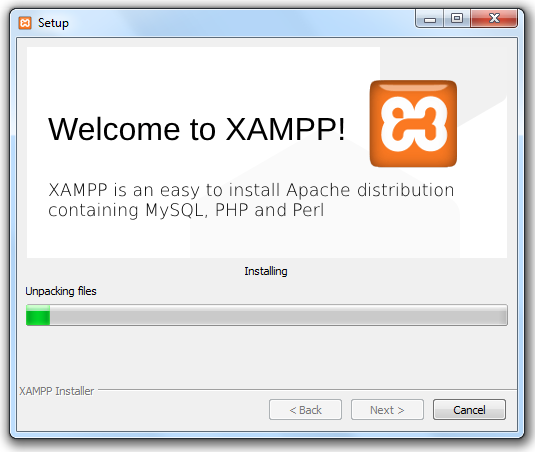 Setup
Welcome to XAMPP!
XAMPP is an easy to install Apache distribution
containing MySQL, PHP and Perl
Installing
Unpacking files
XAMPP Installer
< Back
Next >
Cancel